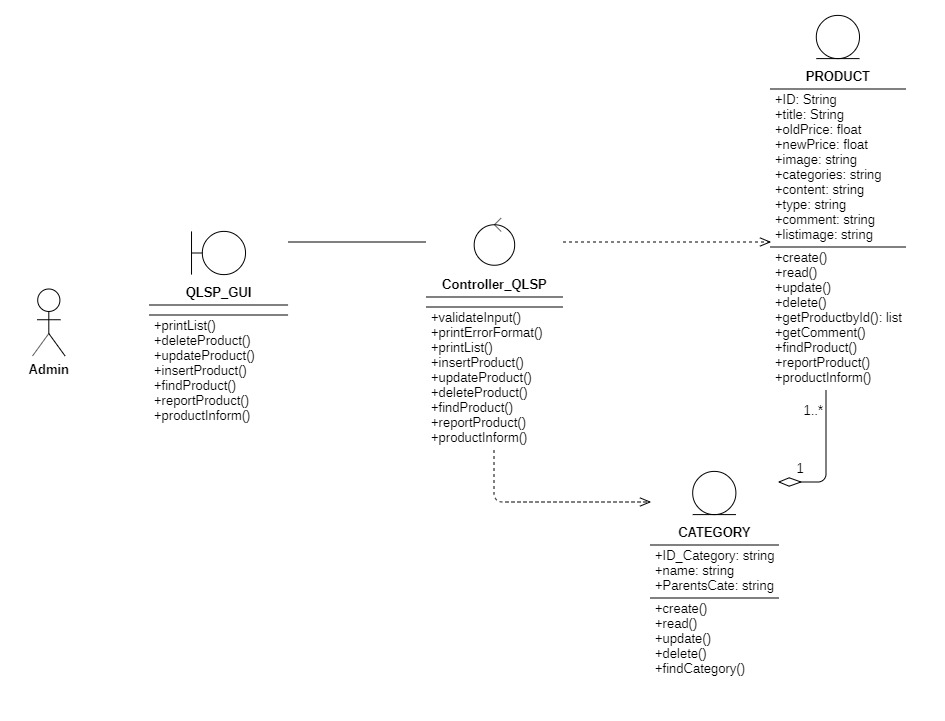 Admin
QLSP_GUI
+printList()
+deleteProduct()
+updateProduct()
+insertProduct()
+findProduct()
+reportProduct()
+productInform()
Controller_QLSP
+validateInput()
+printErrorFormat()
+printList()
+insertProduct()
+updateProduct()
+deleteProduct()
+findProduct()
+reportProduct()
+productInform()
PRODUCT
+ID: String
+title: String
+oldPrice: float
+newPrice: float
+image: string
+categories: string
+content: string
+type: string
+comment: string
+listimage: string
+create()
+read()
+update()
+delete()
+getProductbyId(): list
+getComment()
+findProduct()
+reportProduct()
+productInform()
1..*
1
CATEGORY
+ID_Category: string
+name: string
+ParentsCate: string
+create()
+read()
+update()
+delete()
+findCategory()